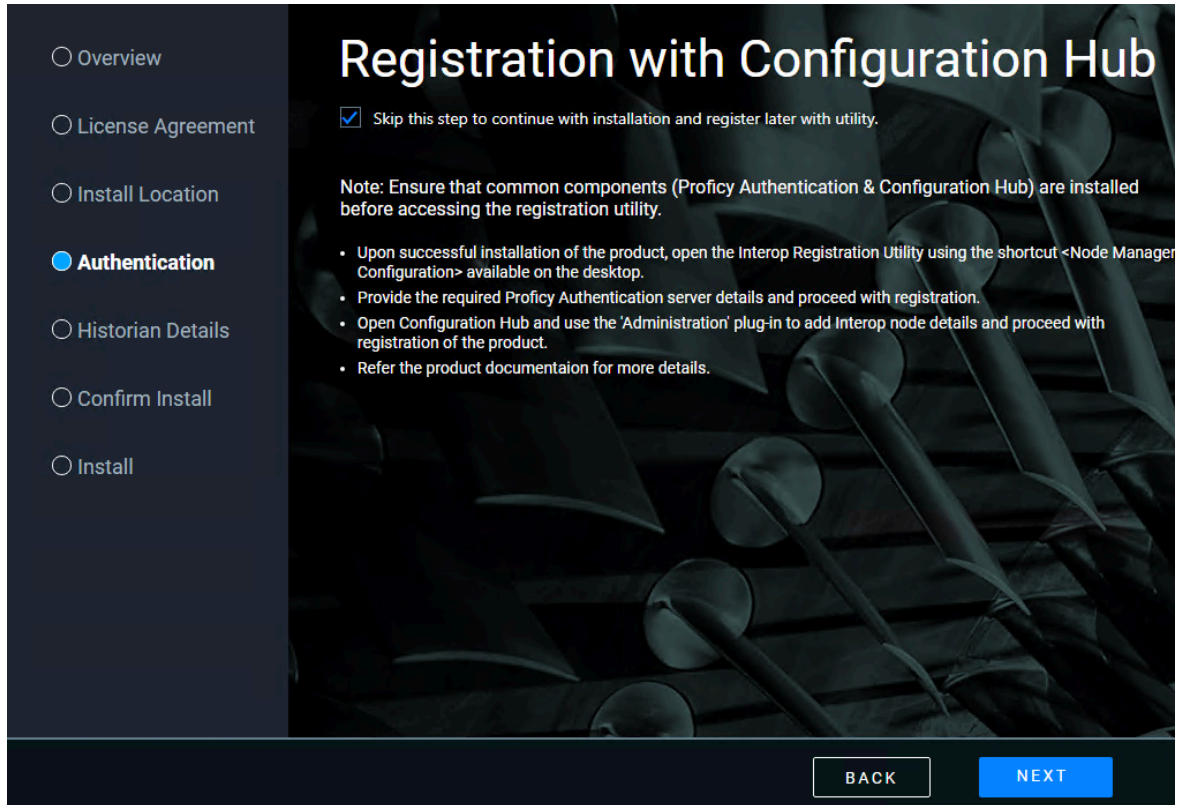 Overview
License Agreement
Install Location
Authentication
Historian Details
Confirm Install
Install
Registration with Configuration Hub
Skip this step to continue with installation and register later with utility.
Note: Ensure that common components (Proficy Authentication & Configuration Hub) are installed
before accessing the registration utility.
• Upon successful installation of the product, open the Interop Registration Utility using the shortcut <Node Manager
Configuration> available on the desktop.
• Provide the required Proficy Authentication server details and proceed with registration.
• Open Configuration Hub and use the 'Administration' plug-in to add Interop node details and proceed with
registration of the product.
• Refer the product documentaion for more details.
BACK
NEXT